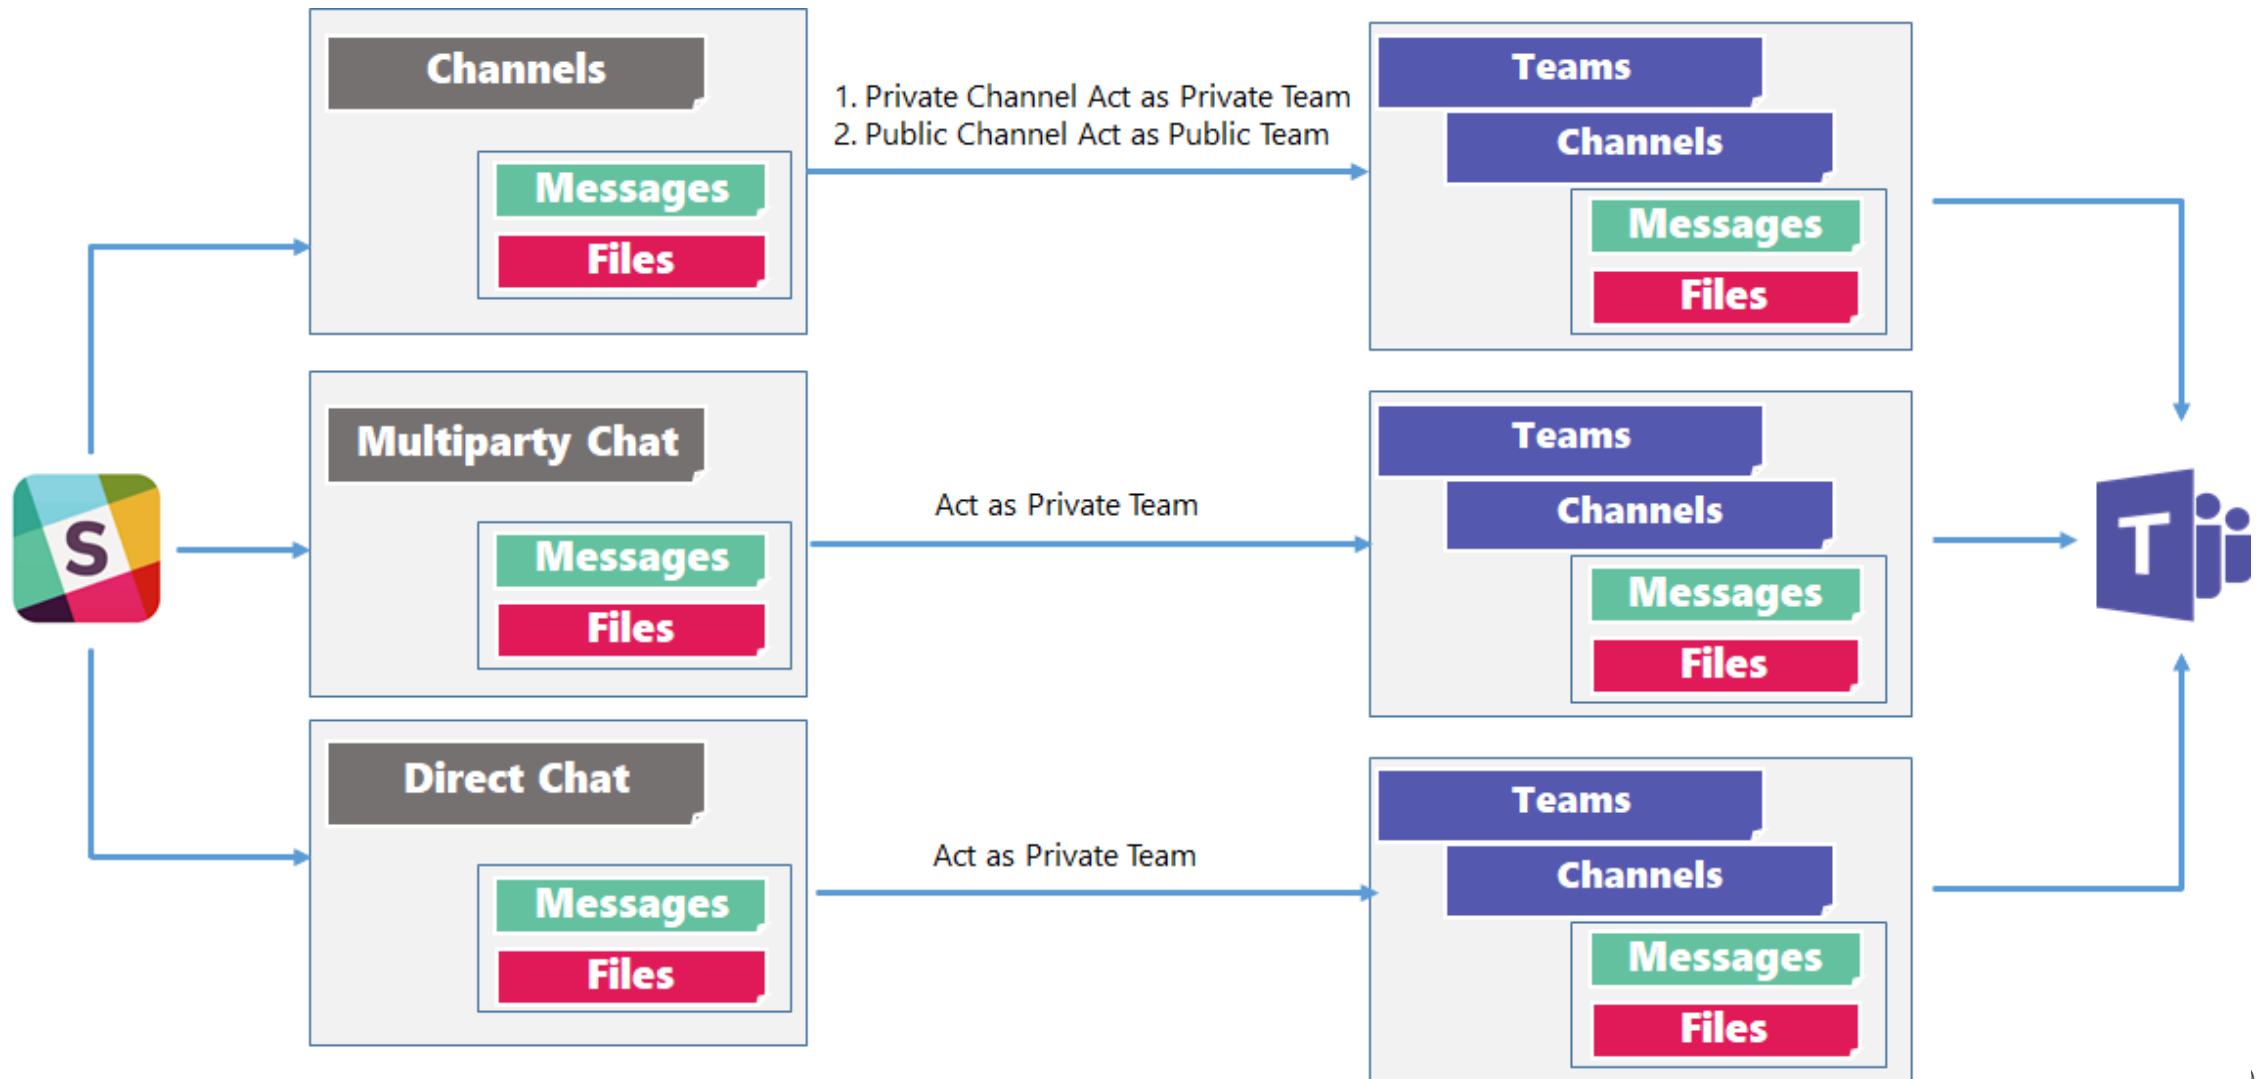 Channels
Messages
Files
1. Private Channel Act as Private Team
2. Public Channel Act as Public Team
Teams
Channels
Messages
Files
Multiparty Chat
Messages
Files
Act as Private Team
Teams
Channels
Messages
Files
S
T
Direct Chat
Messages
Files
Act as Private Team
Teams
Channels
Messages
Files